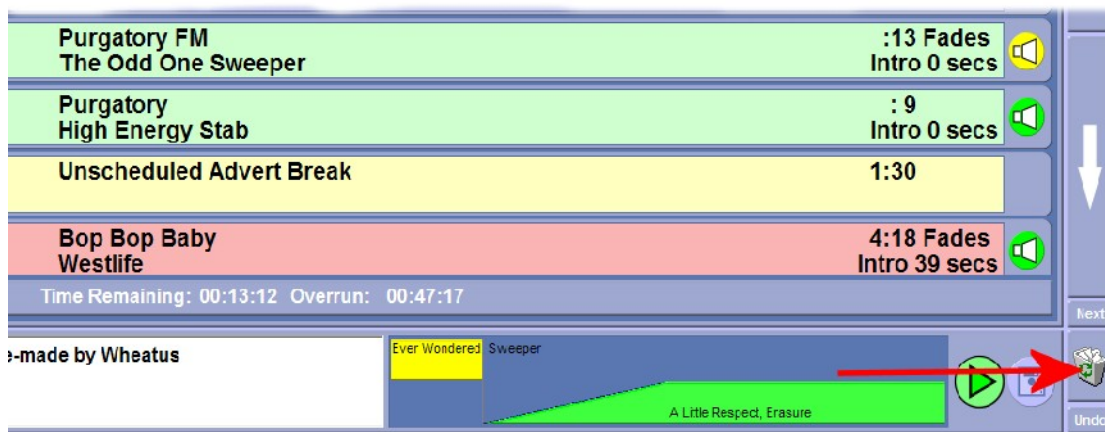 Purgatory FM
:13 Fades
The Odd One Sweeper
Intro 0 secs
Purgatory
: 9
High Energy Stab
Intro 0 secs
Unscheduled Advert Break
1:30
Bop Bop Baby
4:18 Fades
Westlife
Intro 39 secs
Time Remaining: 00:13:12 Overrun: 00:47:17
Next
e-made by Wheatus
Ever Wondered
Sweeper
A Little Respect, Erasure
Undo